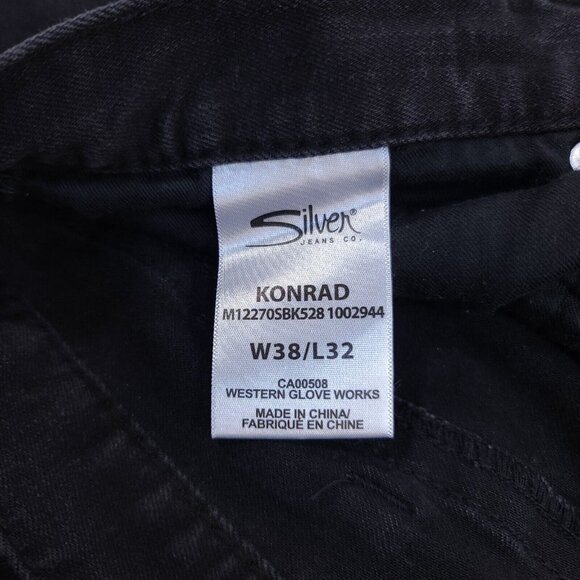 Silver®
JEANS CO.
KONRAD
M12270SBK528 1002944
W38/L32
CA00508
WESTERN GLOVE WORKS
MADE IN CHINA/
FABRIQUÉ EN CHINE